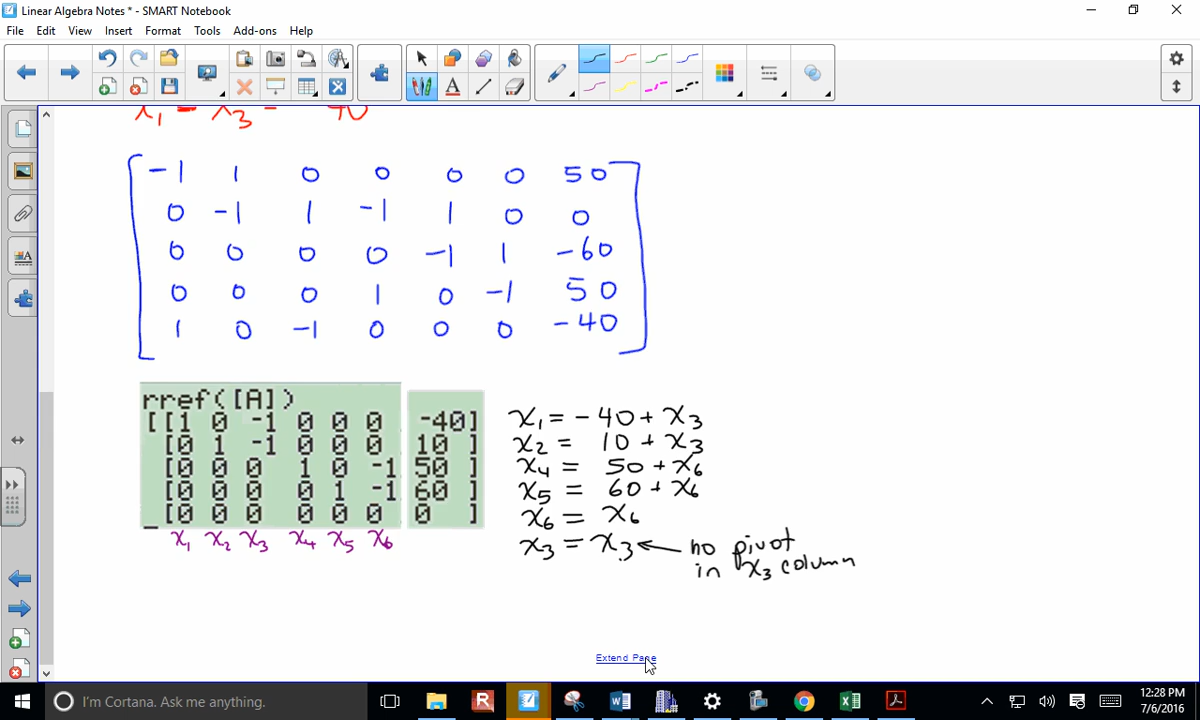 Linear Algebra Notes * - SMART Notebook
File Edit View Insert Format Tools Add-ons Help
x₁ - x₃ = -40
-1 1 0 0 0 0 50
0 -1 1 -1 1 0 0
0 0 0 0 -1 1 -60
0 0 0 1 0 -1 50
1 0 -1 0 0 0 -40
rref([A])
[[1 0 -1 0 0 0 -40]
[0 1 -1 0 0 0 10 ]
[0 0 0 1 0 -1 50 ]
[0 0 0 0 1 -1 60 ]
[0 0 0 0 0 0 0 ]
x₁ x₂ x₃ x₄ x₅ x₆
x₁ = -40 + x₃
x₂ = 10 + x₃
x₄ = 50 + x₆
x₅ = 60 + x₆
x₆ = x₆
x₃ = x₃ ← no pivot
in x₃ column
Extend Page
I'm Cortana. Ask me anything.
12:28 PM
7/6/2016